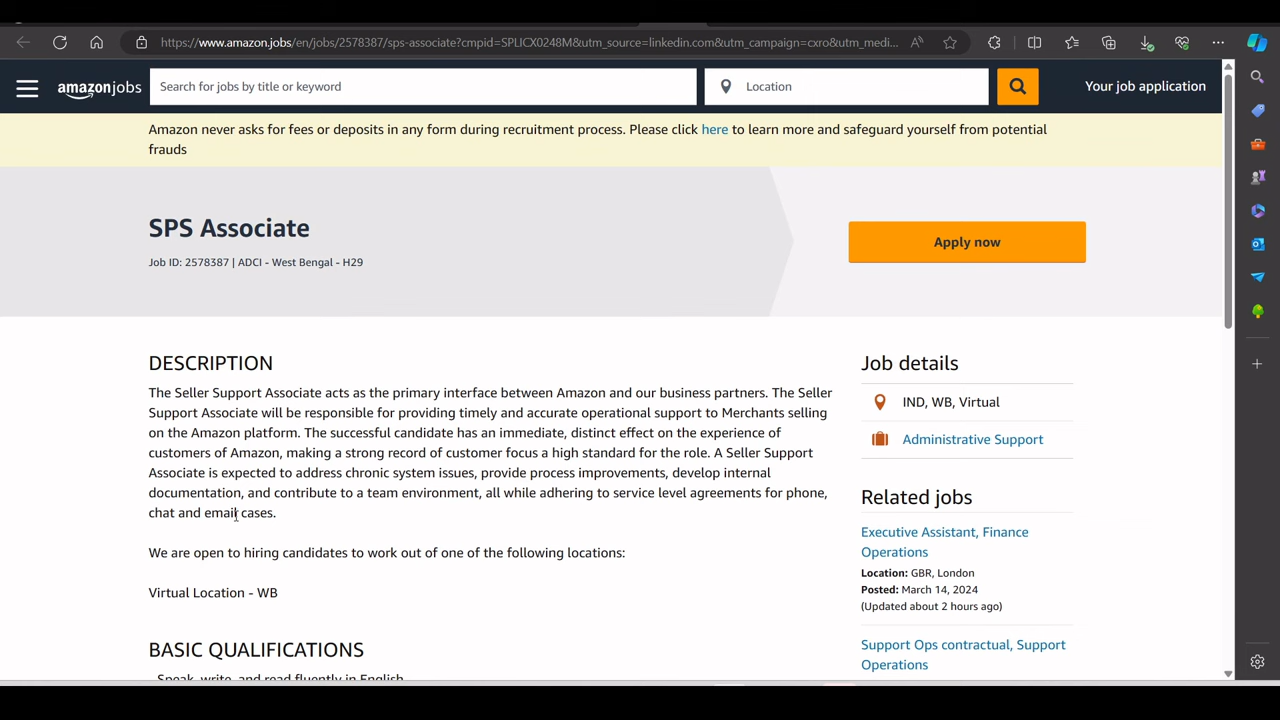 https://www.amazon.jobs/en/jobs/2578387/sps-associate?cmpid=SPLICX0248M&utm_source=linkedin.com&utm_campaign=cxro&utm_medi...
amazonjobs
Search for jobs by title or keyword
Location
Your job application
Amazon never asks for fees or deposits in any form during recruitment process. Please click here to learn more and safeguard yourself from potential
frauds
SPS Associate
Job ID: 2578387 | ADCI - West Bengal - H29
Apply now
DESCRIPTION
The Seller Support Associate acts as the primary interface between Amazon and our business partners. The Seller
Support Associate will be responsible for providing timely and accurate operational support to Merchants selling
on the Amazon platform. The successful candidate has an immediate, distinct effect on the experience of
customers of Amazon, making a strong record of customer focus a high standard for the role. A Seller Support
Associate is expected to address chronic system issues, provide process improvements, develop internal
documentation, and contribute to a team environment, all while adhering to service level agreements for phone,
chat and email cases.
We are open to hiring candidates to work out of one of the following locations:
Virtual Location - WB
BASIC QUALIFICATIONS
Speak, write, and read fluently in English
Job details
IND, WB, Virtual
Administrative Support
Related jobs
Executive Assistant, Finance
Operations
Location: GBR, London
Posted: March 14, 2024
(Updated about 2 hours ago)
Support Ops contractual, Support
Operations